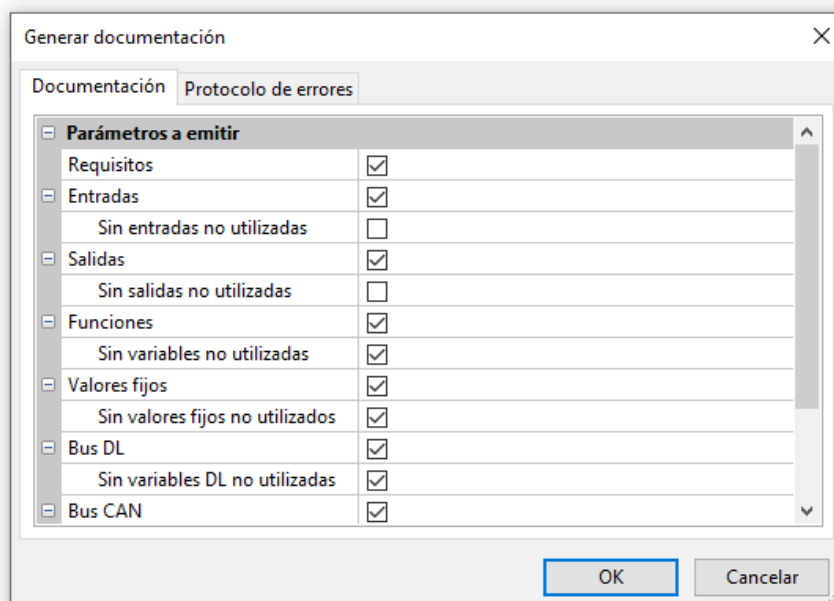 Generar documentación
Documentación
Protocolo de errores
Parámetros a emitir
Requisitos
Entradas
Sin entradas no utilizadas
Salidas
Sin salidas no utilizadas
Funciones
Sin variables no utilizadas
Valores fijos
Sin valores fijos no utilizados
Bus DL
Sin variables DL no utilizadas
Bus CAN
OK
Cancelar